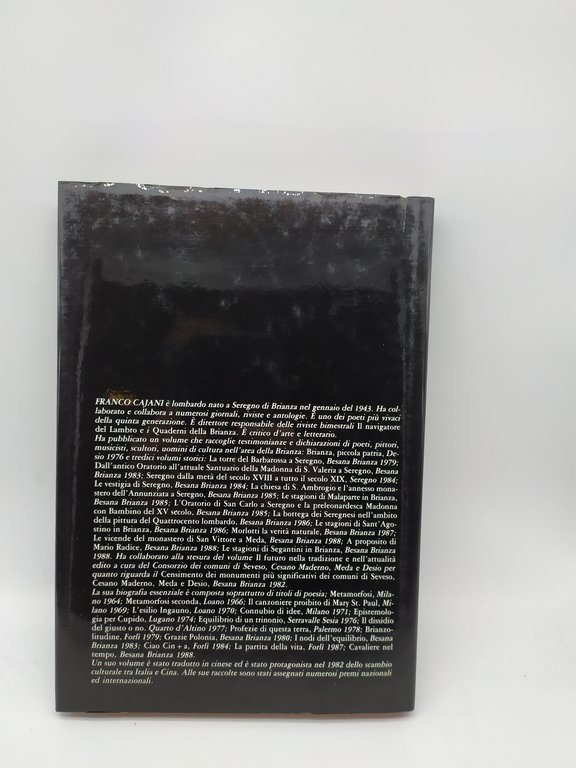 FRANCO CAJANI è lombardo nato a Seregno di Brianza nel gennaio del 1943. Ha col-
laborato e collabora a numerosi giornali, riviste e antologie. È uno dei poeti più vivaci
della quinta generazione. È direttore responsabile delle riviste bimestrali Il navigatore
del Lambro e i Quaderni della Brianza. È critico d'arte e letterario.
Ha pubblicato un volume che raccoglie testimonianze e dichiarazioni di poeti, pittori,
musicisti, scultori, uomini di cultura nell'area della Brianza: Brianza, piccola patria, De-
sio 1976 e tredici volumi storici: La torre del Barbarossa a Seregno, Besana Brianza 1979;
Dall'antico Oratorio all'attuale Santuario della Madonna di S. Valeria a Seregno, Besana
Brianza 1983; Seregno dalla metà del secolo XVIII a tutto il secolo XIX, Seregno 1984;
Le vestigia di Seregno, Besana Brianza 1984; La chiesa di S. Ambrogio e l'annesso mona-
stero dell'Annunziata a Seregno, Besana Brianza 1985; Le stagioni di Malaparte in Brianza,
Besana Brianza 1985; L'Oratorio di San Carlo a Seregno e la preleonardesca Madonna
con Bambino del XV secolo, Besana Brianza 1985; La bottega dei Seregnesi nell'ambito
della pittura del Quattrocento lombardo, Besana Brianza 1986; Le stagioni di Sant'Ago-
stino in Brianza, Besana Brianza 1986; Morlotti la verità naturale, Besana Brianza 1987;
Le vicende del monastero di San Vittore a Meda, Besana Brianza 1988; A proposito di
Mario Radice, Besana Brianza 1988; Le stagioni di Segantini in Brianza, Besana Brianza
1988. Ha collaborato alla stesura del volume Il futuro nella tradizione e nell'attualità
edito a cura del Consorzio dei comuni di Seveso, Cesano Maderno, Meda e Desio per
quanto riguarda il Censimento dei monumenti più significativi dei comuni di Seveso,
Cesano Maderno, Meda e Desio, Besana Brianza 1982.
La sua biografia essenziale è composta soprattutto di titoli di poesia; Metamorfosi, Mila-
no 1964; Metamorfosi seconda, Loano 1966; Il canzoniere proibito di Mary St. Paul, Mi-
lano 1969; L'esilio Ingauno, Loano 1970; Connubio di idee, Milano 1971; Epistemolo-
gia per Cupido, Lugano 1974; Equilibrio di un trinonio, Serravalle Sesia 1976; Il dissidio
del giusto o no. Quarto d'Altino 1977; Profezie di questa terra, Palermo 1978; Brianzo-
litudine, Forlì 1979; Grazie Polonia, Besana Brianza 1980; I nodi dell'equilibrio, Besana
Brianza 1983; Ciao Cin + a, Forlì 1984; La partita della vita, Forlì 1987; Cavaliere nel
tempo, Besana Brianza 1988.
Un suo volume è stato tradotto in cinese ed è stato protagonista nel 1982 dello scambio
culturale tra Italia e Cina. Alle sue raccolte sono stati assegnati numerosi premi nazionali
ed internazionali.